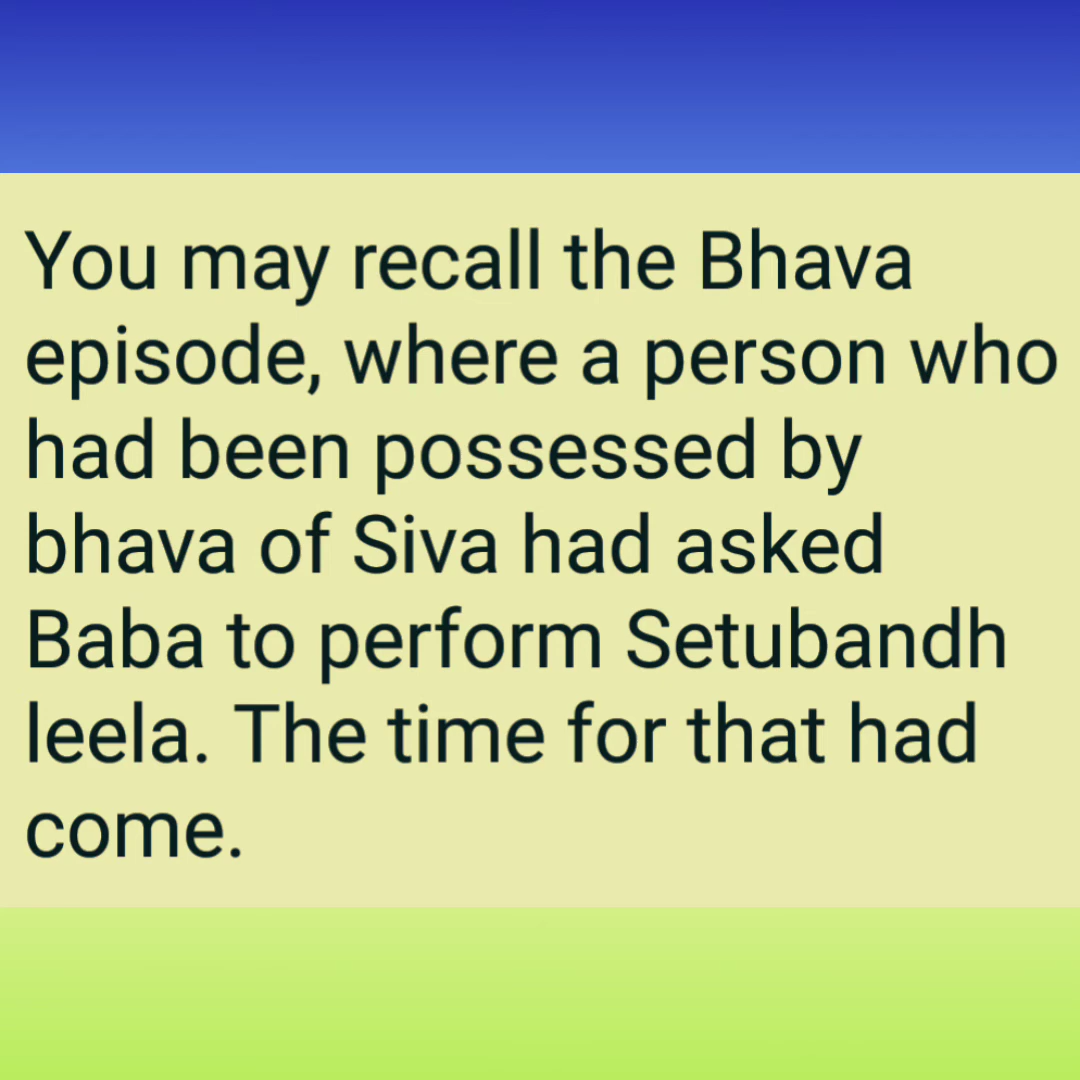 You may recall the Bhava
episode, where a person who
had been possessed by
bhava of Siva had asked
Baba to perform Setubandh
leela. The time for that had
come.